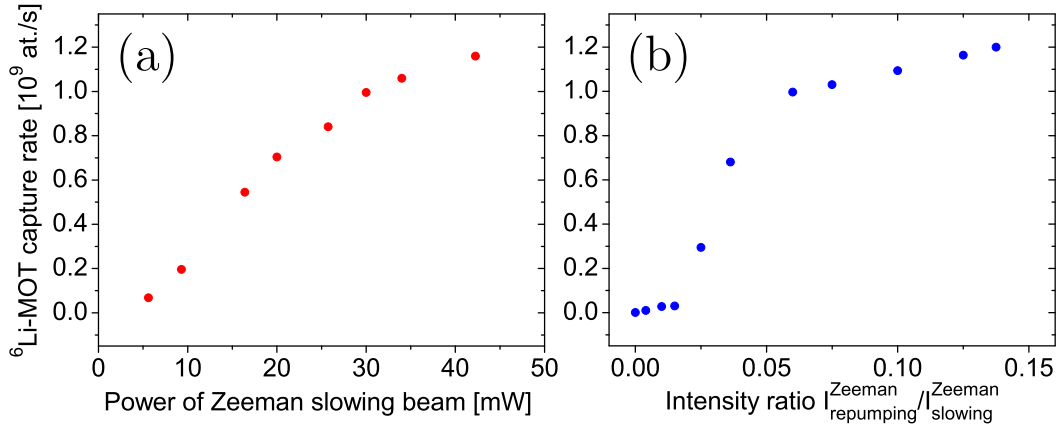 (a)
(b)
⁶Li-MOT capture rate [10⁹ at./s]
1.2
1.0
0.8
0.6
0.4
0.2
0.0
0 10 20 30 40 50
Power of Zeeman slowing beam [mW]
1.2
1.0
0.8
0.6
0.4
0.2
0.0
0.00 0.05 0.10 0.15
Intensity ratio I^Zeeman_repumping/I^Zeeman_slowing